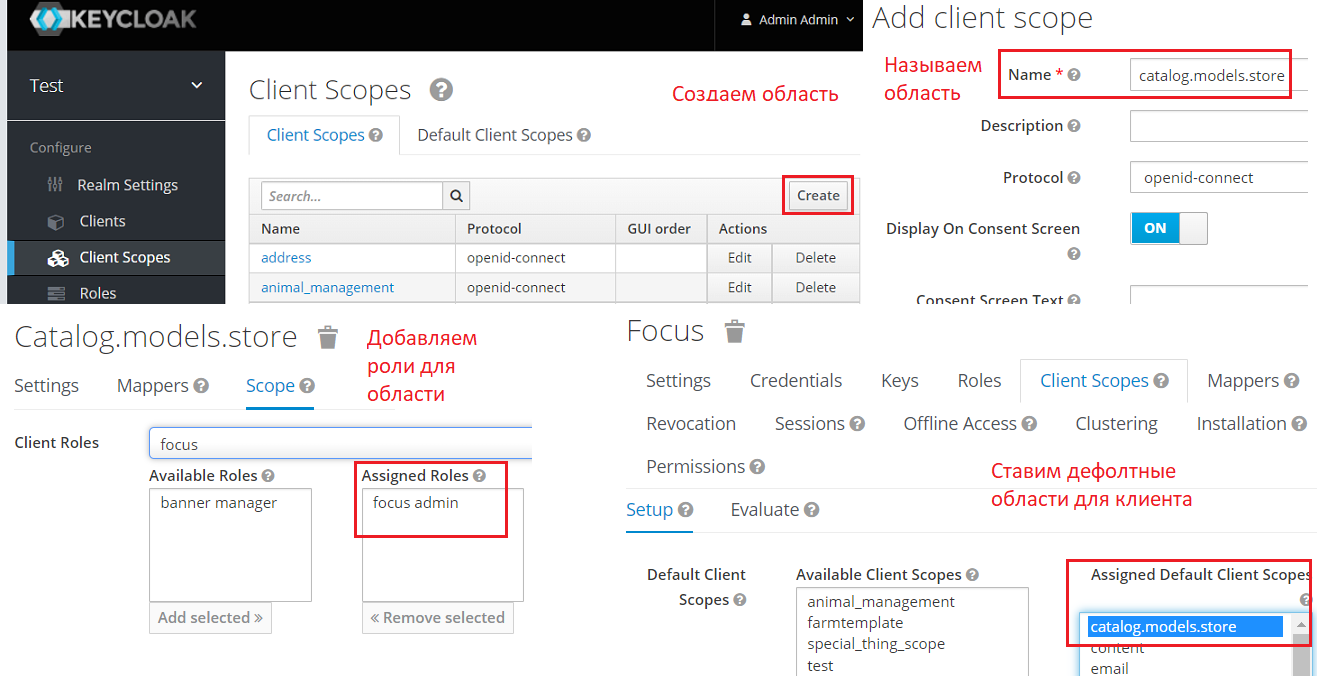 KEYCLOAK
Admin Admin
Test
Configure
Realm Settings
Clients
Client Scopes
Roles
Client Scopes
Создаем область
Client Scopes
Default Client Scopes
Search...
Create
Name Protocol GUI order Actions
address openid-connect Edit Delete
animal_management openid-connect Edit Delete
Add client scope
Называем
область
Name * catalog.models.store
Description
Protocol openid-connect
Display On Consent Screen ON
Consent Screen Text
Catalog.models.store
Добавляем
роли для
области
Settings Mappers Scope
Client Roles focus
Available Roles Assigned Roles
banner manager focus admin
Add selected » « Remove selected
Focus
Settings Credentials Keys Roles Client Scopes Mappers
Revocation Sessions Offline Access Clustering Installation
Permissions
Ставим дефолтные
области для клиента
Setup Evaluate
Default Client
Scopes
Available Client Scopes
animal_management
farmtemplate
special_thing_scope
test
Assigned Default Client Scopes
catalog.models.store
content
email